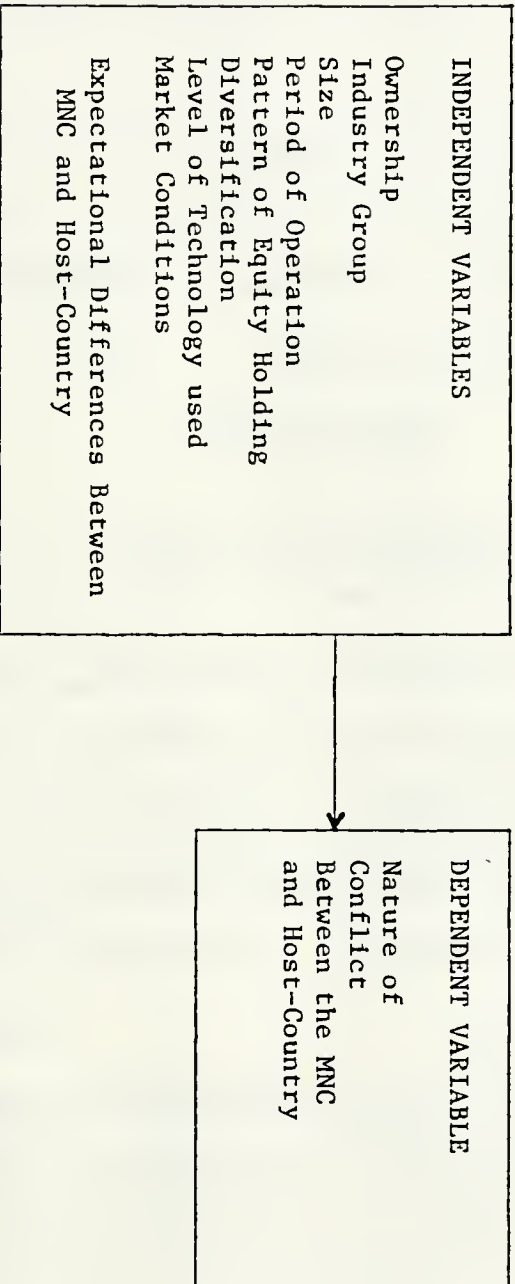 INDEPENDENT VARIABLES
Ownership
Industry Group
Size
Period of Operation
Pattern of Equity Holding
Diversification
Level of Technology used
Market Conditions
Expectational Differences Between
MNC and Host-Country
DEPENDENT VARIABLE
Nature of
Conflict
Between the MNC
and Host-Country